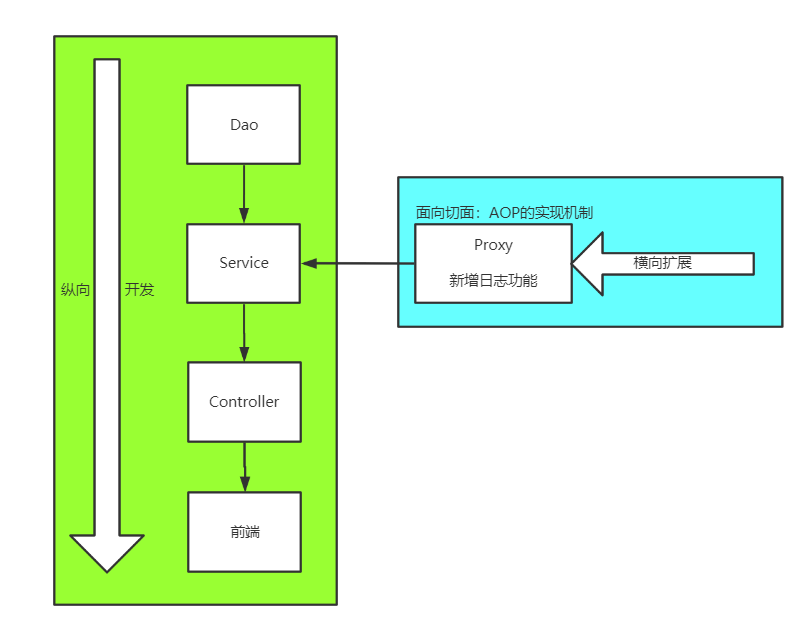 Dao
Service
纵向
开发
Controller
前端
面向切面：AOP的实现机制
Proxy
新增日志功能
横向扩展